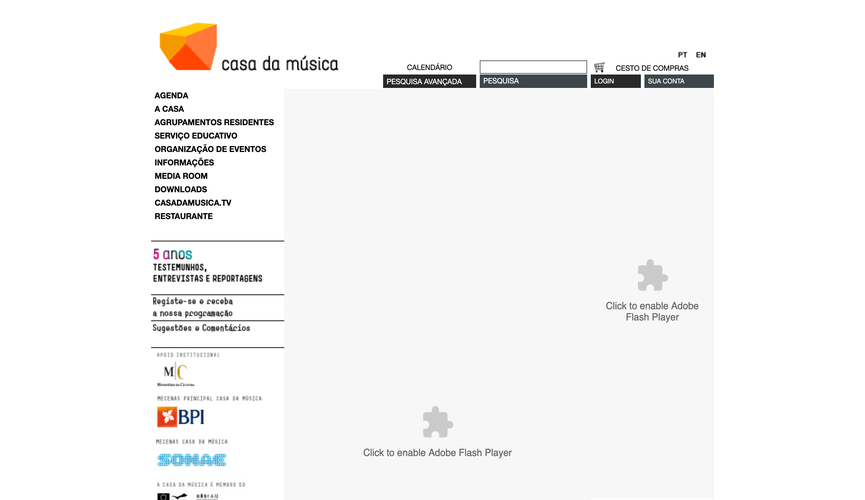 casa da música
PT EN
CALENDÁRIO
CESTO DE COMPRAS
PESQUISA AVANÇADA
PESQUISA
LOGIN
SUA CONTA
AGENDA
A CASA
AGRUPAMENTOS RESIDENTES
SERVIÇO EDUCATIVO
ORGANIZAÇÃO DE EVENTOS
INFORMAÇÕES
MEDIA ROOM
DOWNLOADS
CASADAMUSICA.TV
RESTAURANTE
5 anos
TESTEMUNHOS,
ENTREVISTAS E REPORTAGENS
Registe-se e receba
a nossa programação
Sugestões e Comentários
Click to enable Adobe
Flash Player
Click to enable Adobe Flash Player
APOIO INSTITUCIONAL
M|C
MINISTÉRIO DA CULTURA
MECENAS PRINCIPAL CASA DA MÚSICA
BPI
MECENAS CASA DA MÚSICA
SONAE
A CASA DA MÚSICA É MEMBRO DO